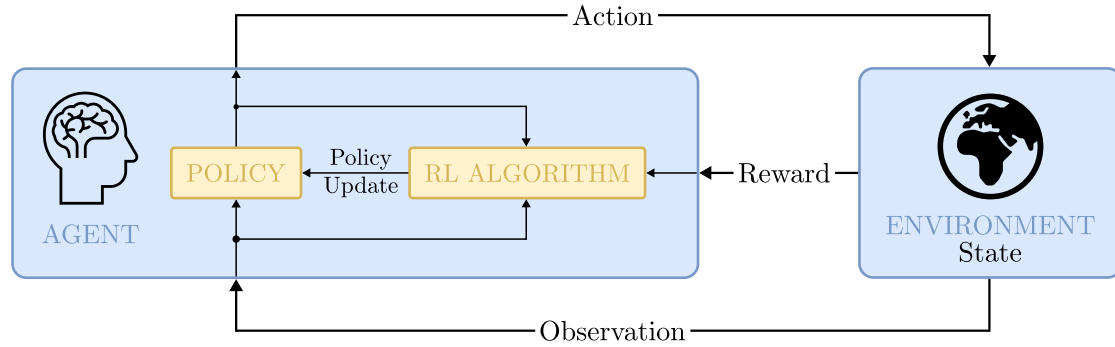 Action
POLICY
Policy
Update
RL ALGORITHM
Reward
AGENT
ENVIRONMENT
State
Observation